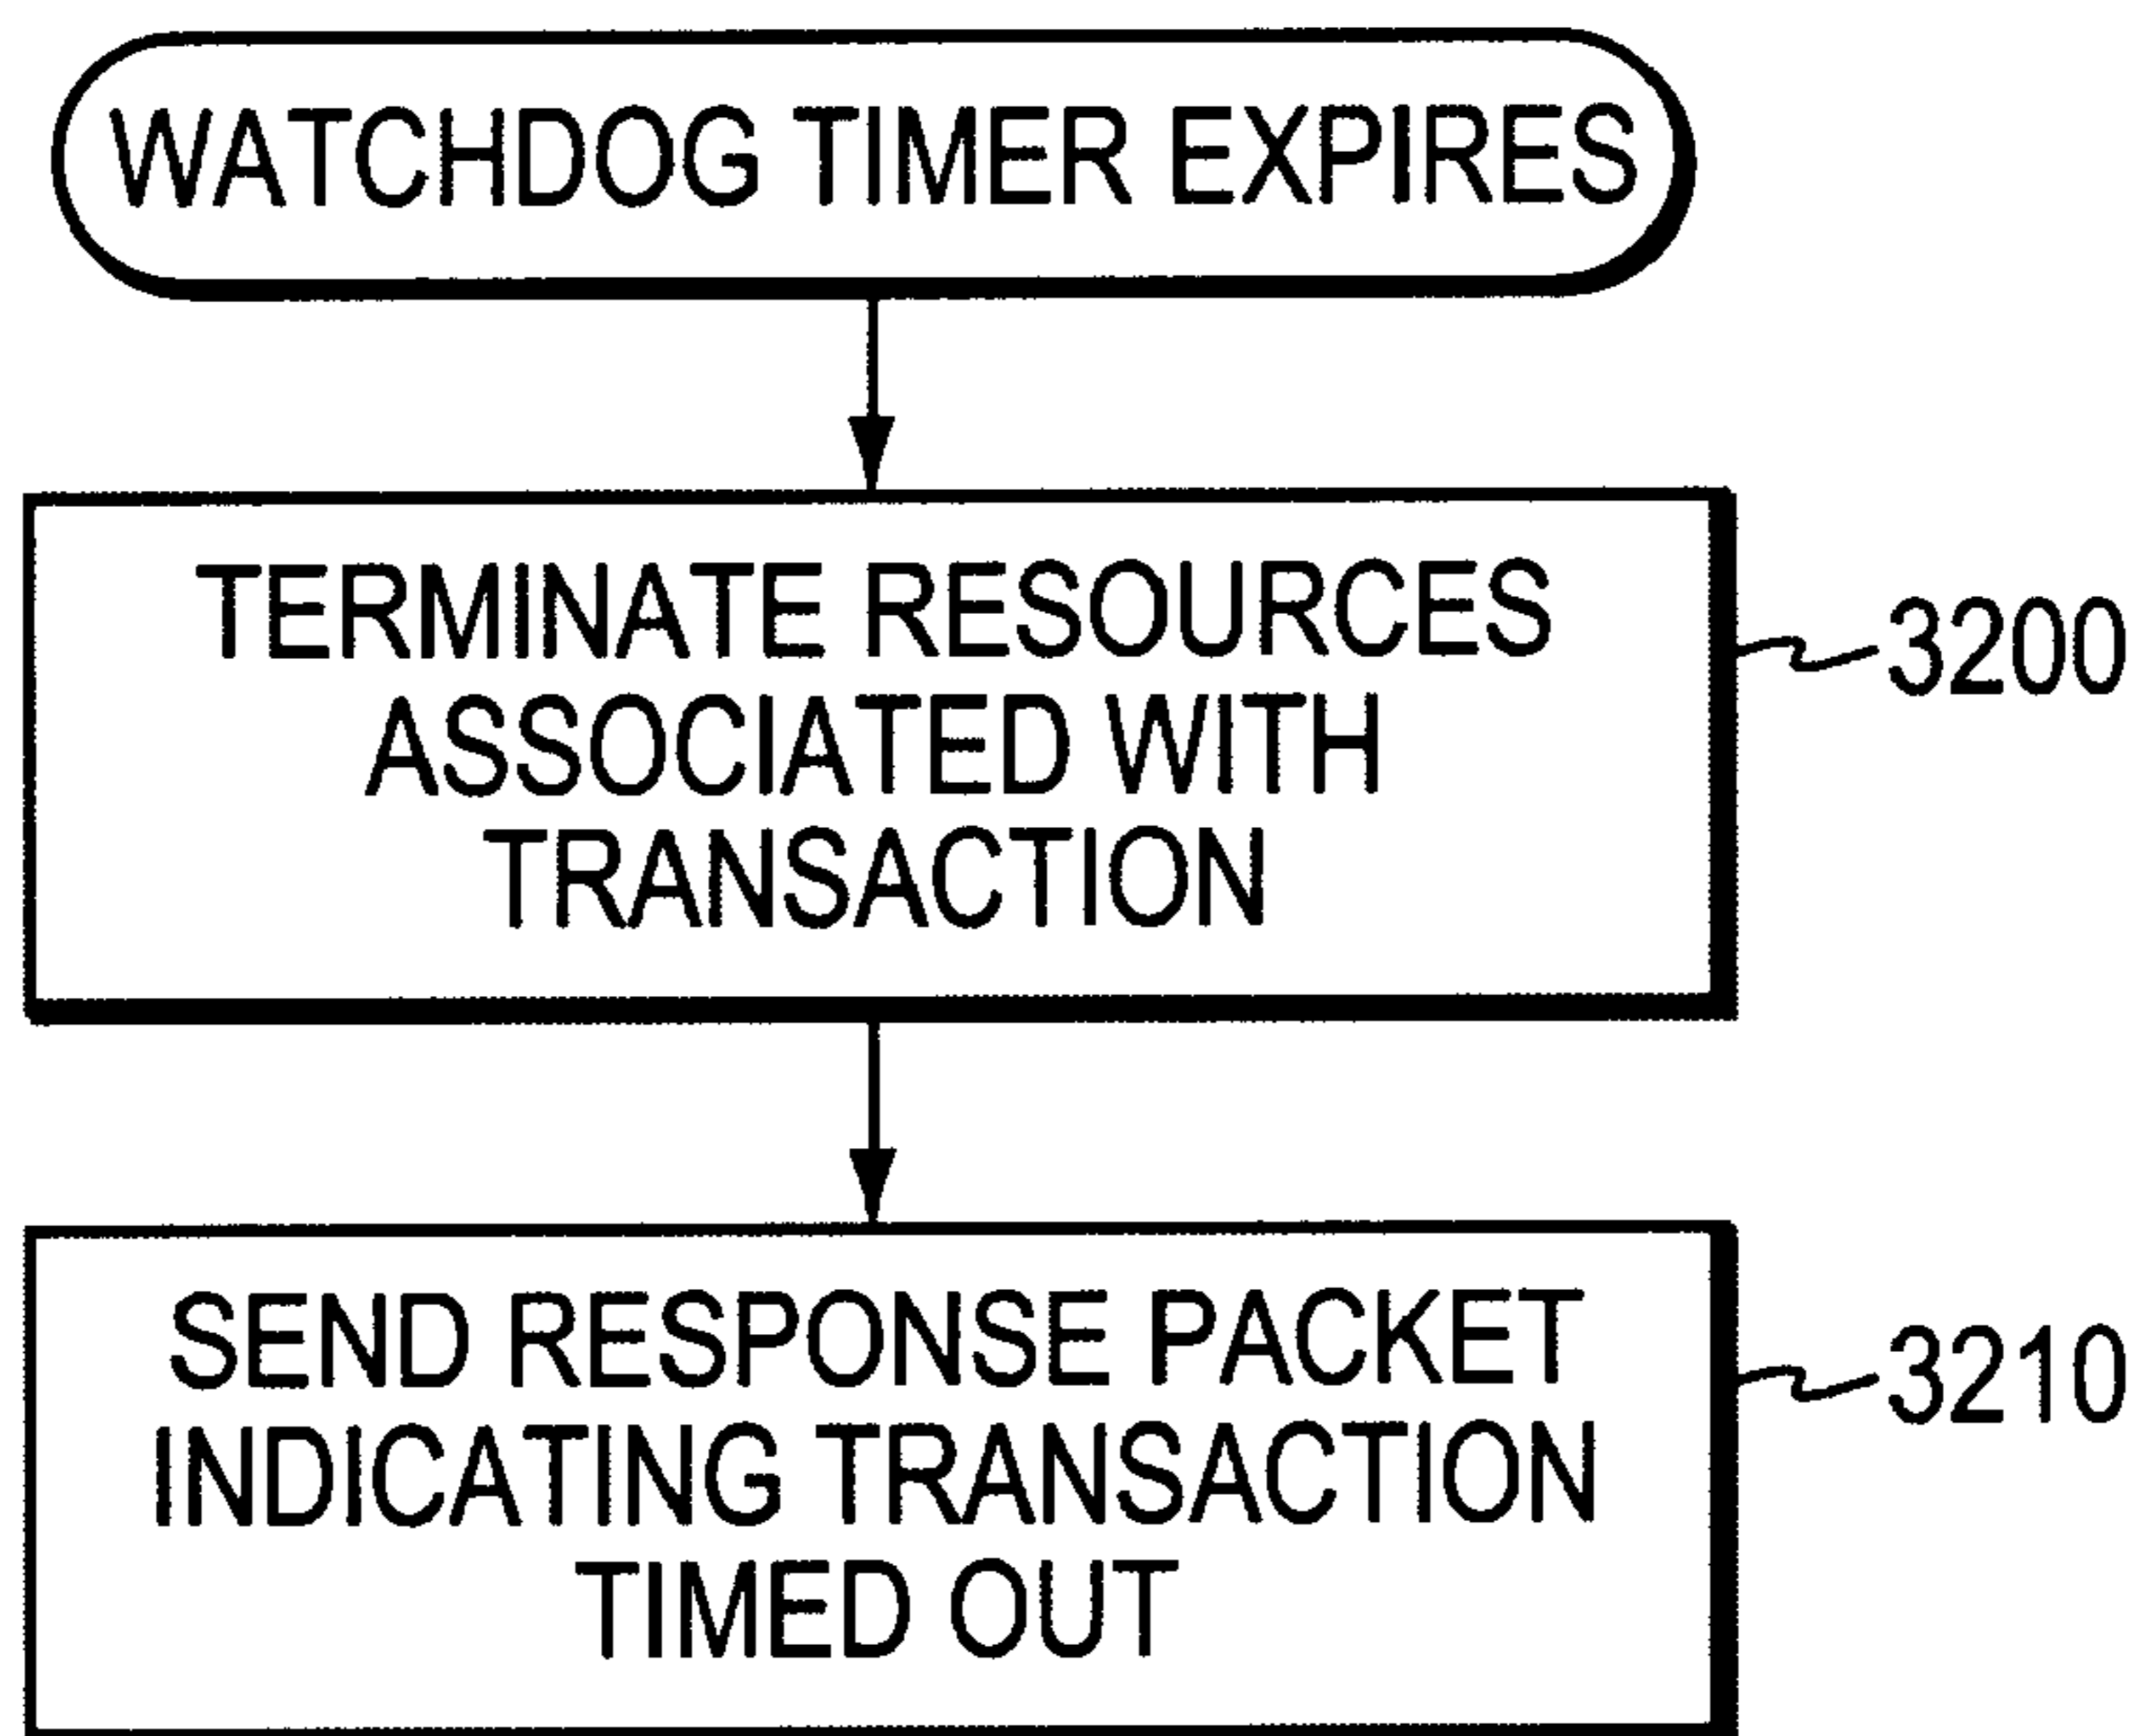 WATCHDOG TIMER EXPIRES
TERMINATE RESOURCES
ASSOCIATED WITH
TRANSACTION
3200
SEND RESPONSE PACKET
INDICATING TRANSACTION
TIMED OUT
3210